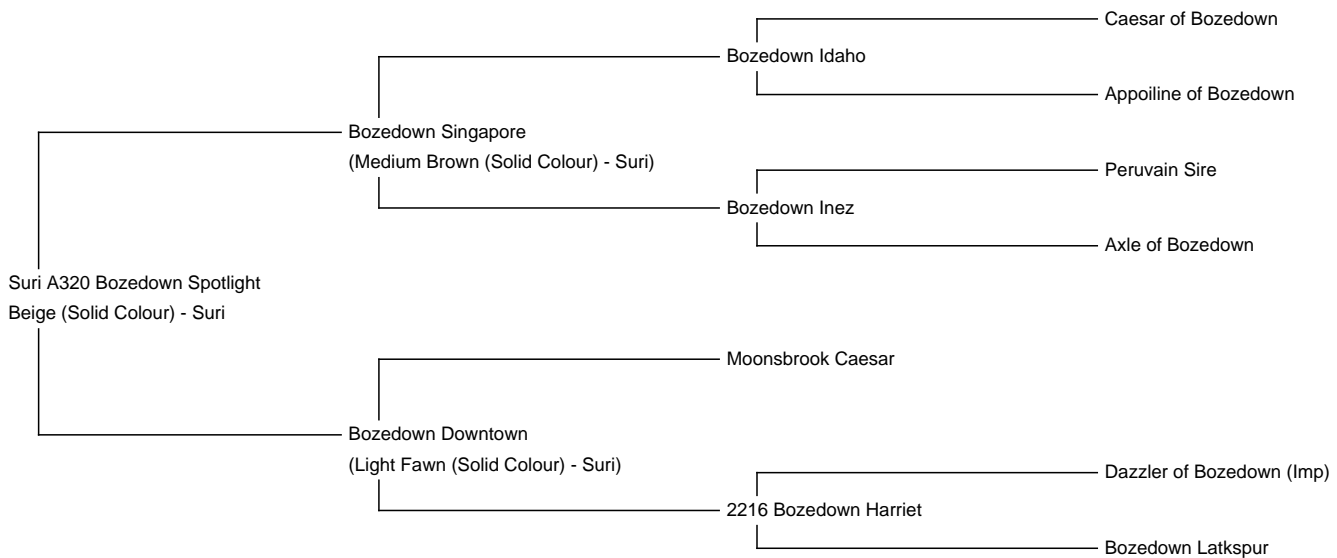 Caesar of Bozedown
Bozedown Idaho
Appoiline of Bozedown
Bozedown Singapore
(Medium Brown (Solid Colour) - Suri)
Peruvain Sire
Bozedown Inez
Axle of Bozedown
Suri A320 Bozedown Spotlight
Beige (Solid Colour) - Suri
Moonsbrook Caesar
Bozedown Downtown
(Light Fawn (Solid Colour) - Suri)
Dazzler of Bozedown (Imp)
2216 Bozedown Harriet
Bozedown Latkspur